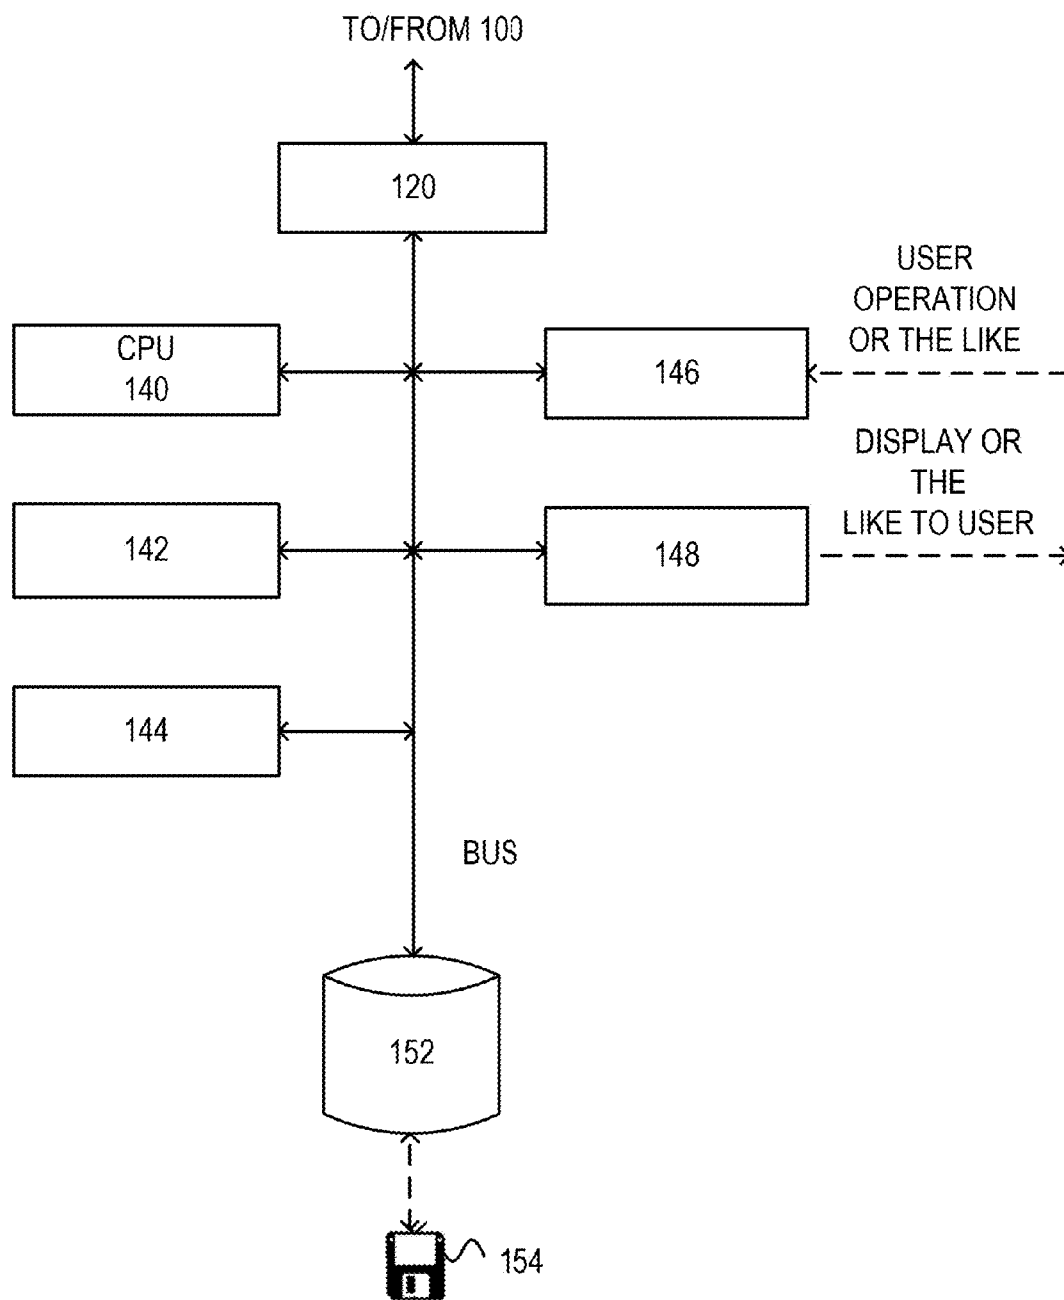 TO/FROM 100
120
USER
OPERATION
OR THE LIKE
CPU
140
146
DISPLAY OR
THE
LIKE TO USER
142
148
144
BUS
152
154